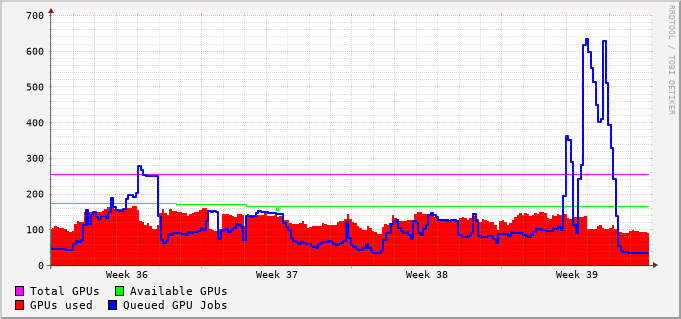 700
600
500
400
300
200
100
0
Week 36 Week 37 Week 38 Week 39
Total GPUs Available GPUs
GPUs used Queued GPU Jobs
RRDTOOL / TOBI OETIKER